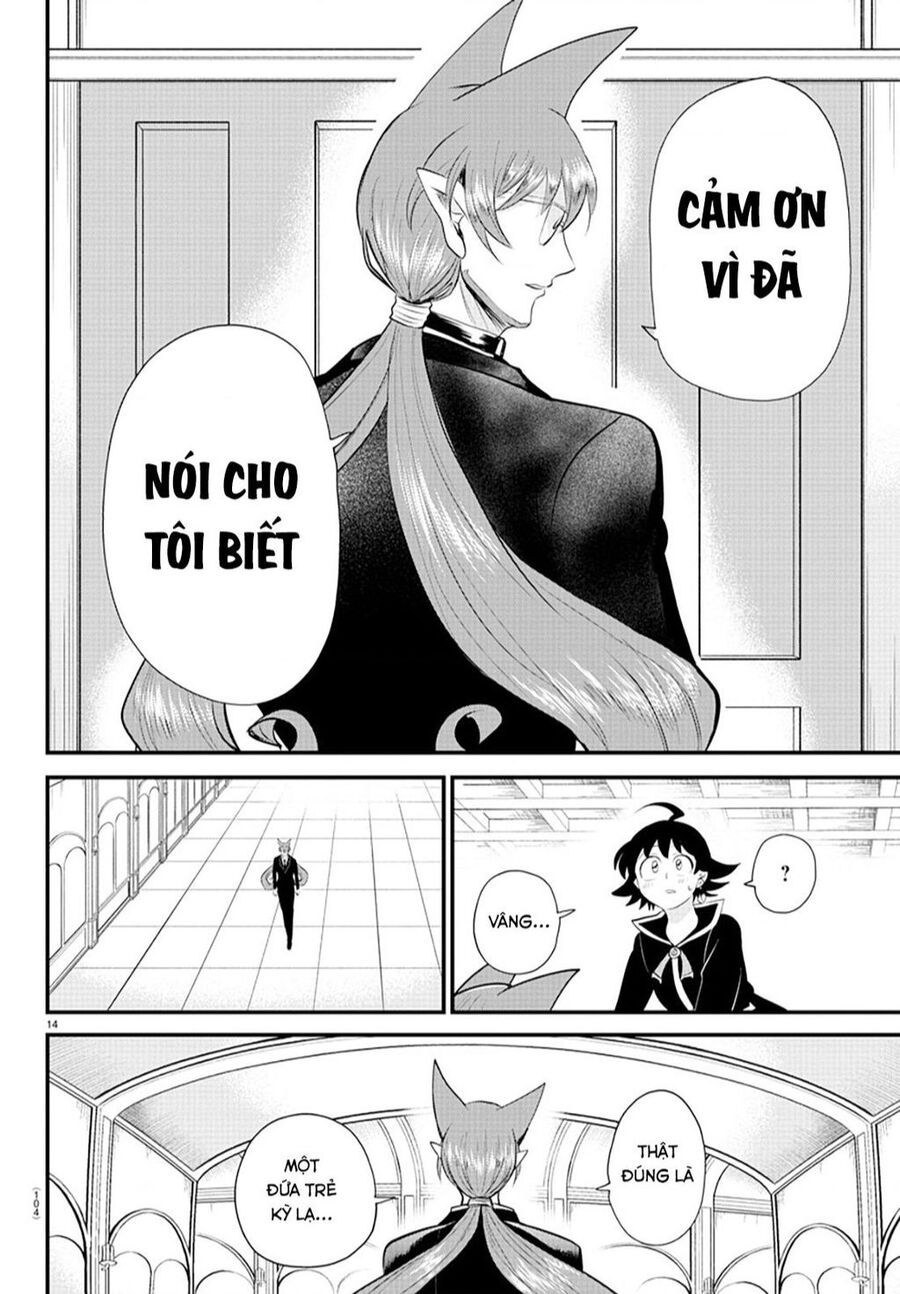 CẢM ƠN
VÌ ĐÃ
NÓI CHO
TÔI BIẾT
?
VÂNG...
14
THẬT
ĐÚNG LÀ
MỘT
ĐỨA TRẺ
KỲ LẠ...
(104)